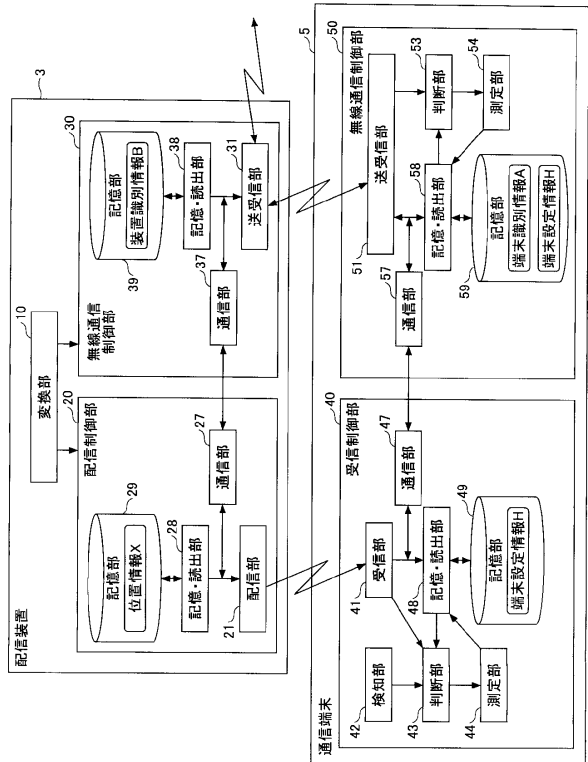 配信装置
3
変換部
10
20
配信制御部
記憶部
位置情報X
29
記憶・読出部
28
配信部
21
通信部
27
30
無線通信
制御部
記憶部
装置識別情報B
39
記憶・読出部
38
送受信部
31
通信部
37
通信端末
5
40
受信制御部
検知部
42
受信部
41
判断部
43
測定部
44
通信部
47
記憶・読出部
48
記憶部
端末設定情報H
49
50
無線通信制御部
送受信部
51
判断部
53
測定部
54
通信部
57
記憶・読出部
58
記憶部
端末識別情報A
端末設定情報H
59